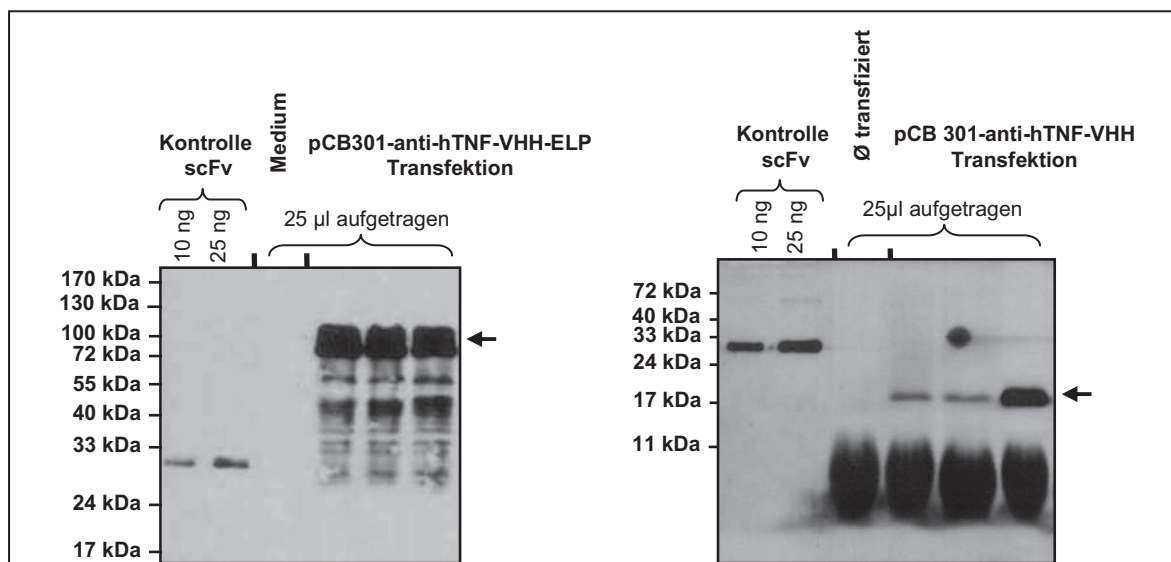 Kontrolle
scFv
Medium
pCB301-anti-hTNF-VHH-ELP
Transfektion
10 ng
25 ng
25 µl aufgetragen
170 kDa
130 kDa
100 kDa
72 kDa
55 kDa
40 kDa
33 kDa
24 kDa
17 kDa
Kontrolle
scFv
Ø transfiziert
pCB 301-anti-hTNF-VHH
Transfektion
10 ng
25 ng
25µl aufgetragen
72 kDa
40 kDa
33 kDa
24 kDa
17 kDa
11 kDa